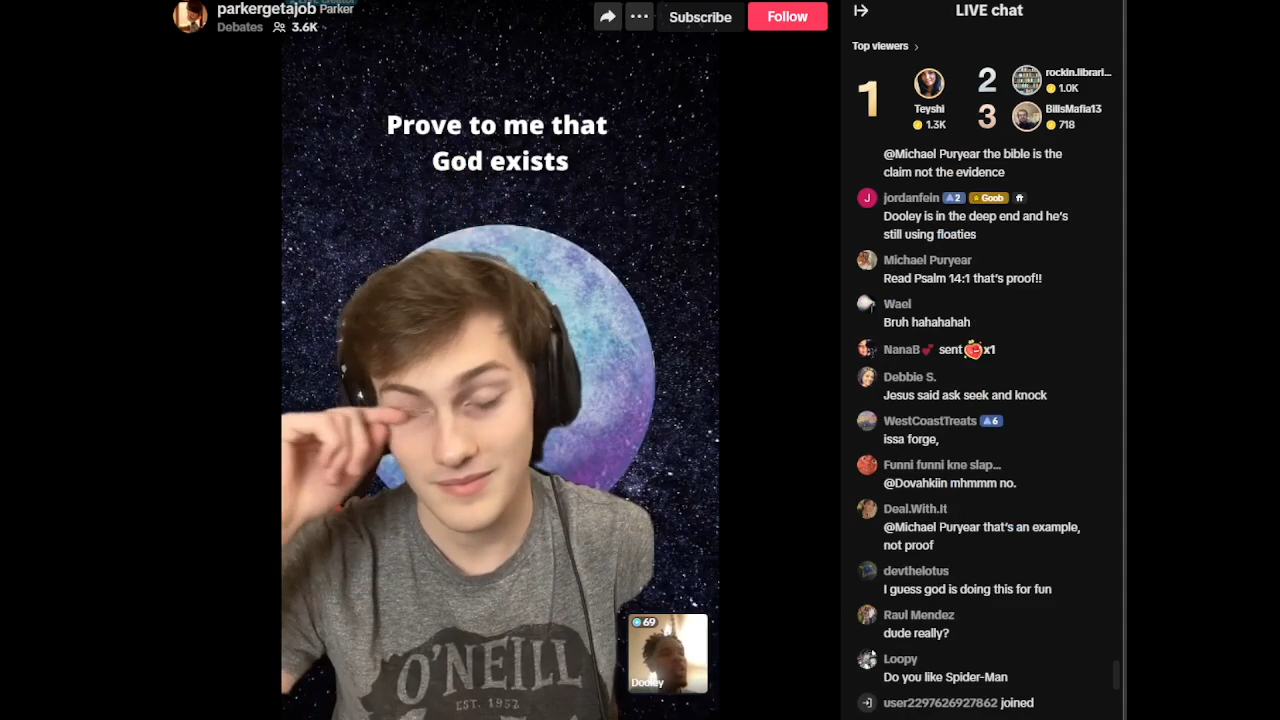 parkergetajob Parker
Debates 3.6K
Subscribe
Follow
LIVE chat
Top viewers
1
Teyshi
1.3K
2
rockin.librari...
1.0K
3
BillsMafia13
718
Prove to me that
God exists
O'NEILL
EST. 1952
69
Dooley
@Michael Puryear the bible is the
claim not the evidence
jordanfein 2 Goob
Dooley is in the deep end and he's
still using floaties
Michael Puryear
Read Psalm 14:1 that's proof!!
Wael
Bruh hahahahah
NanaB sent x1
Debbie S.
Jesus said ask seek and knock
WestCoastTreats 6
issa forge,
Funni funni kne slap...
@Dovahkiin mhmmm no.
Deal.With.It
@Michael Puryear that's an example,
not proof
devthelotus
I guess god is doing this for fun
Raul Mendez
dude really?
Loopy
Do you like Spider-Man
user2297626927862 joined